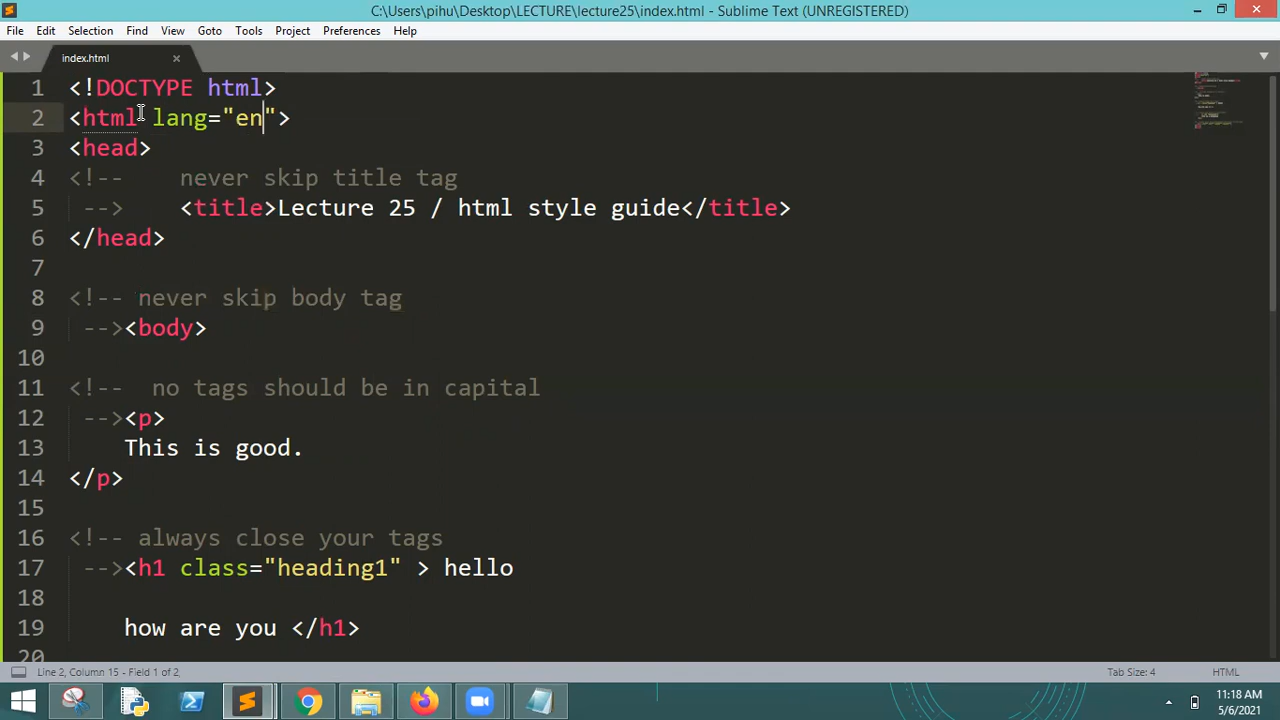 C:\Users\pihu\Desktop\LECTURE\lecture25\index.html - Sublime Text (UNREGISTERED)
File Edit Selection Find View Goto Tools Project Preferences Help
index.html
1 <!DOCTYPE html>
2 <html lang="en">
3 <head>
4 <!-- never skip title tag
5 --> <title>Lecture 25 / html style guide</title>
6 </head>
7
8 <!-- never skip body tag
9 --><body>
10
11 <!-- no tags should be in capital
12 --><p>
13 This is good.
14 </p>
15
16 <!-- always close your tags
17 --><h1 class="heading1" > hello
18
19 how are you </h1>
20
Line 2, Column 15 - Field 1 of 2 Tab Size: 4 HTML
11:18 AM
5/6/2021